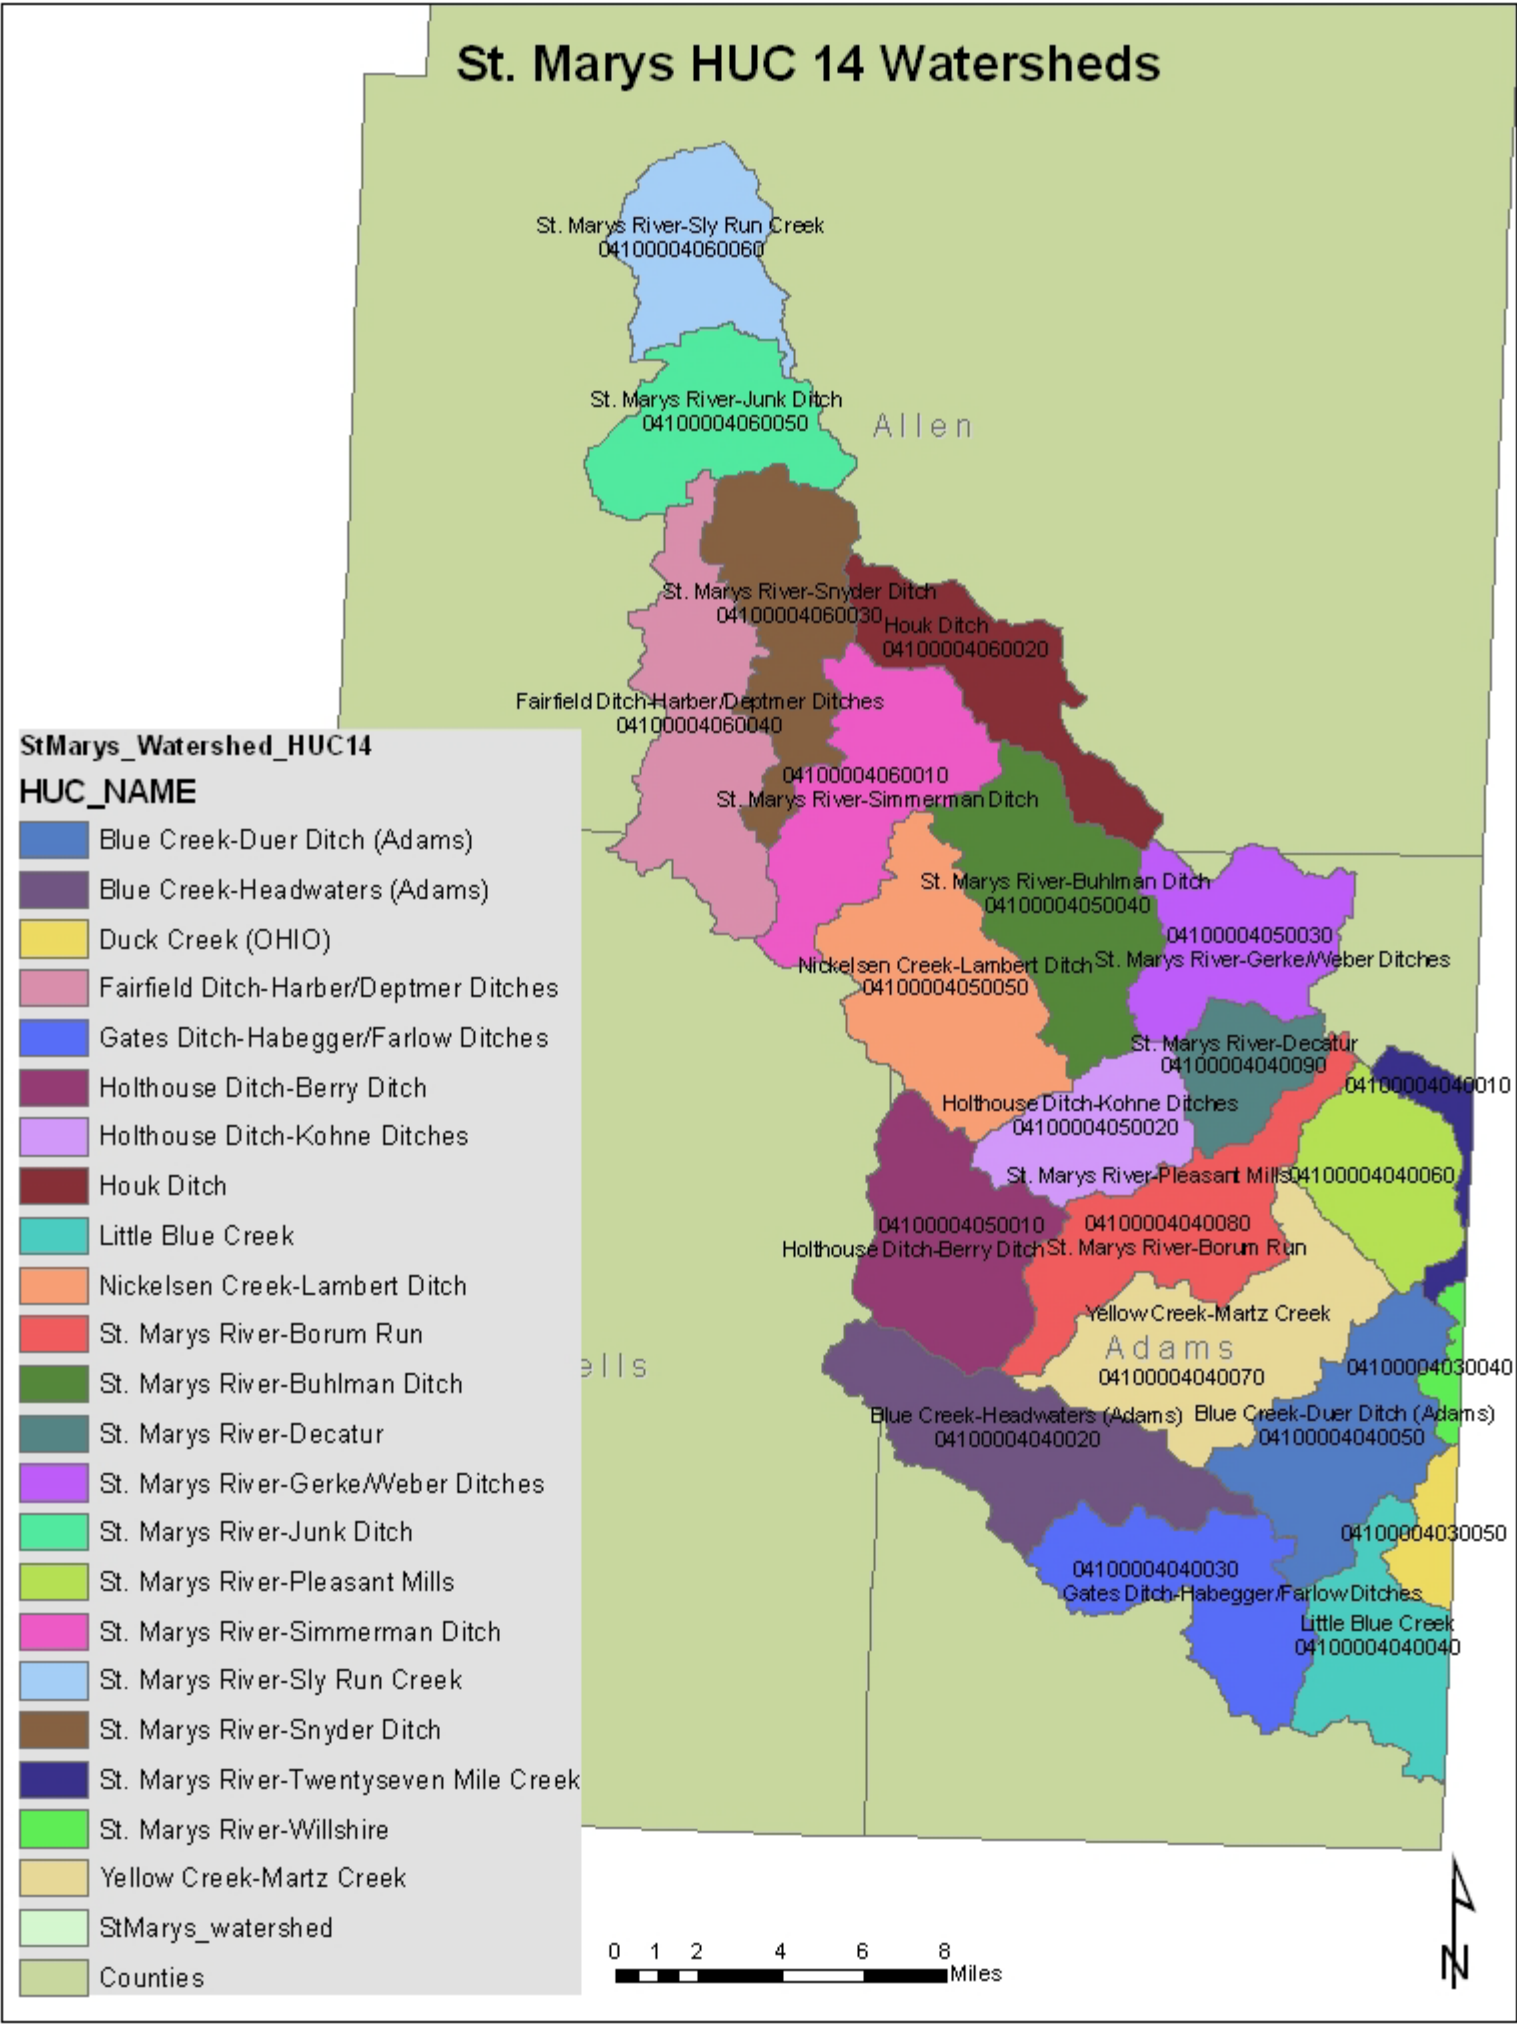 St. Marys HUC 14 Watersheds
St. Marys River-Sly Run Creek
04100004060060
St. Marys River-Junk Ditch
04100004060050
Allen
St. Marys River-Snyder Ditch
04100004060030
Houk Ditch
04100004060020
Fairfield Ditch-Harber/Deptmer Ditches
04100004060040
04100004060010
St. Marys River-Simmerman Ditch
St. Marys River-Buhlman Ditch
04100004050040
04100004050030
St. Marys River-Gerke/Weber Ditches
Nickelsen Creek-Lambert Ditch
04100004050050
St. Marys River-Decatur
04100004040090
04100004040010
Holthouse Ditch-Kohne Ditches
04100004050020
St. Marys River-Pleasant Mills
04100004040060
04100004050010
Holthouse Ditch-Berry Ditch
04100004040080
St. Marys River-Borum Run
Yellow Creek-Martz Creek
Adams
04100004040070
04100004030040
ells
Blue Creek-Headwaters (Adams)
04100004040020
Blue Creek-Duer Ditch (Adams)
04100004040050
04100004030050
04100004040030
Gates Ditch-Habegger/Farlow Ditches
Little Blue Creek
04100004040040
StMarys_Watershed_HUC14
HUC_NAME
Blue Creek-Duer Ditch (Adams)
Blue Creek-Headwaters (Adams)
Duck Creek (OHIO)
Fairfield Ditch-Harber/Deptmer Ditches
Gates Ditch-Habegger/Farlow Ditches
Holthouse Ditch-Berry Ditch
Holthouse Ditch-Kohne Ditches
Houk Ditch
Little Blue Creek
Nickelsen Creek-Lambert Ditch
St. Marys River-Borum Run
St. Marys River-Buhlman Ditch
St. Marys River-Decatur
St. Marys River-Gerke/Weber Ditches
St. Marys River-Junk Ditch
St. Marys River-Pleasant Mills
St. Marys River-Simmerman Ditch
St. Marys River-Sly Run Creek
St. Marys River-Snyder Ditch
St. Marys River-Twentyseven Mile Creek
St. Marys River-Willshire
Yellow Creek-Martz Creek
StMarys_watershed
Counties
0 1 2 4 6 8
Miles
N